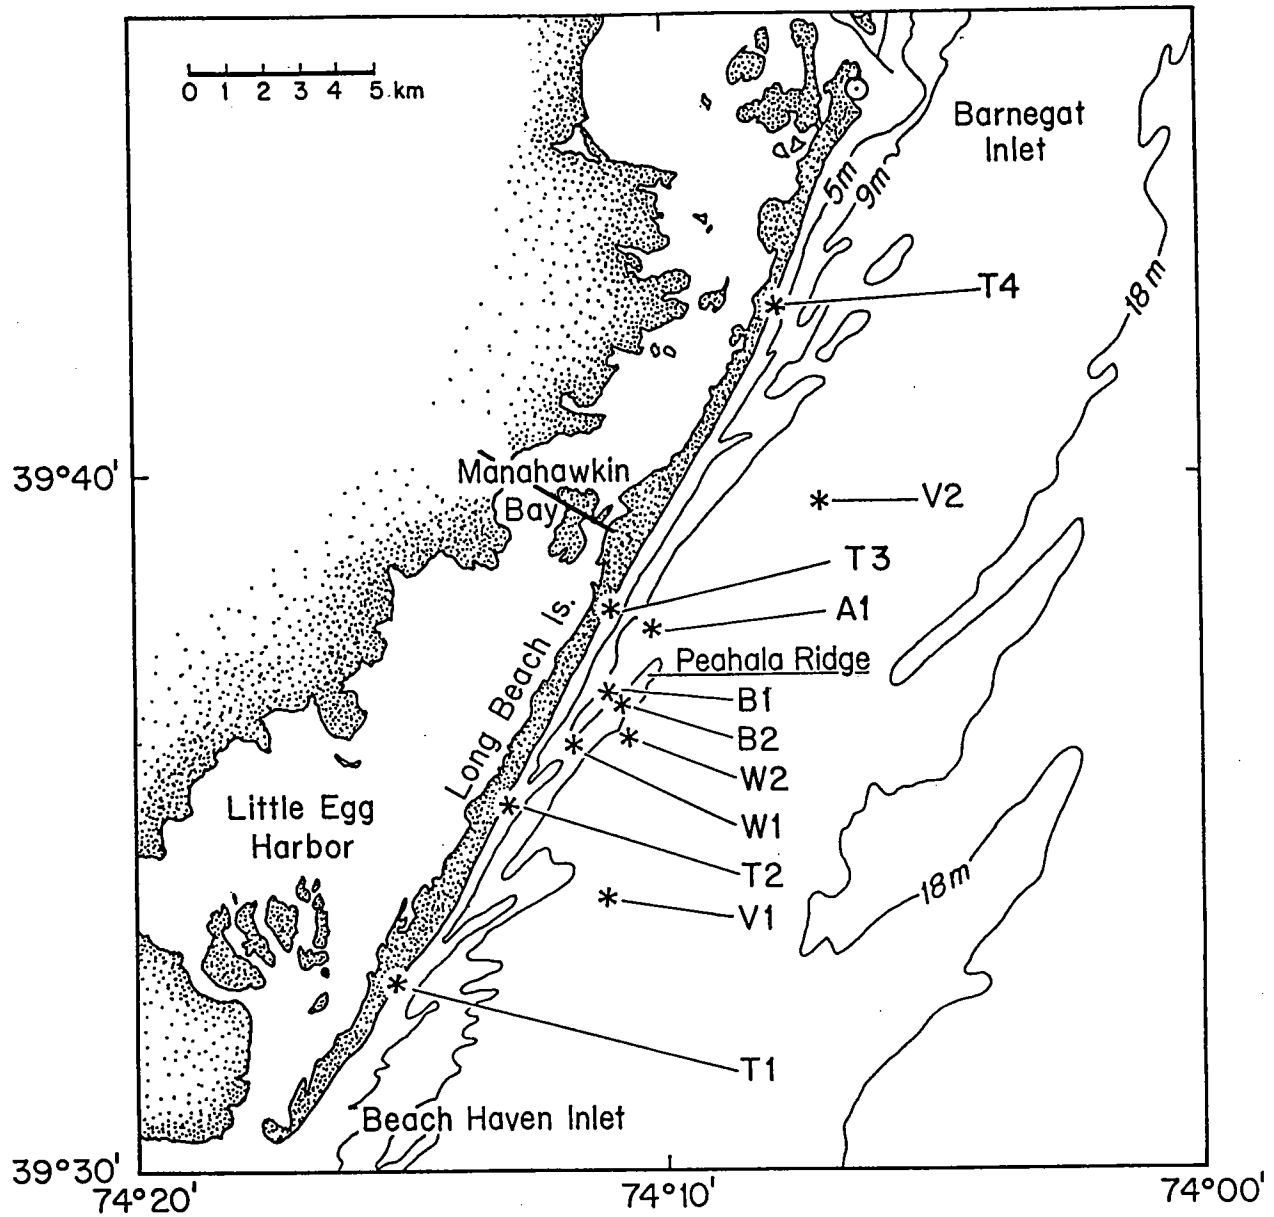 0 1 2 3 4 5 km
Barnegat
Inlet
5m
9m
18m
T4
39°40'
Manahawkin
Bay
V2
T3
A1
Long Beach Is.
Peahala Ridge
B1
B2
W2
W1
Little Egg
Harbor
T2
18m
V1
T1
Beach Haven Inlet
39°30'
74°20'
74°10'
74°00'